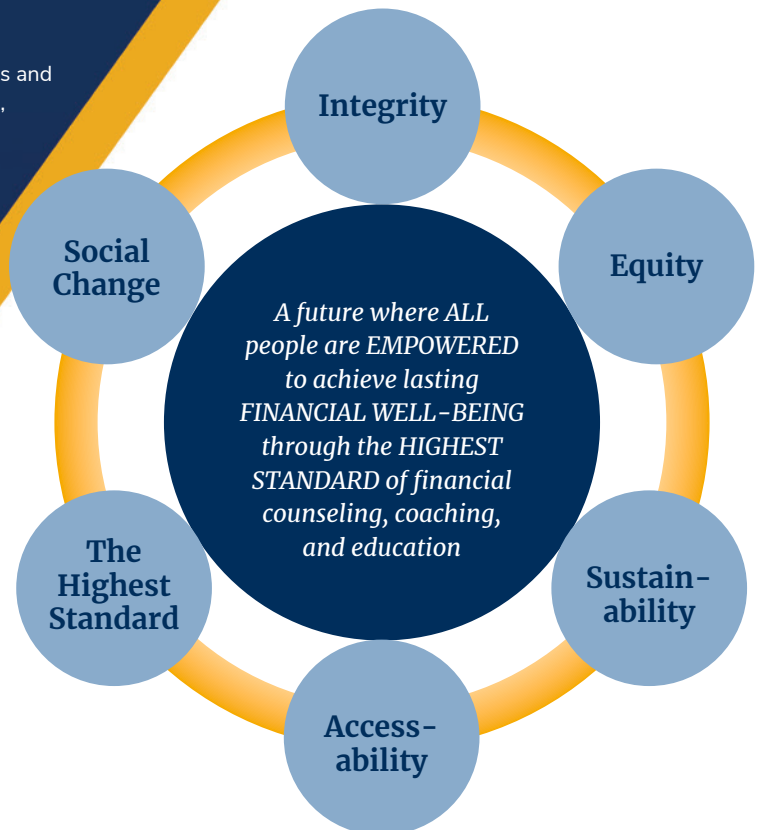 s and
,
Integrity
Equity
Social
Change
A future where ALL
people are EMPOWERED
to achieve lasting
FINANCIAL WELL-BEING
through the HIGHEST
STANDARD of financial
counseling, coaching,
and education
The
Highest
Standard
Sustain-
ability
Access-
ability